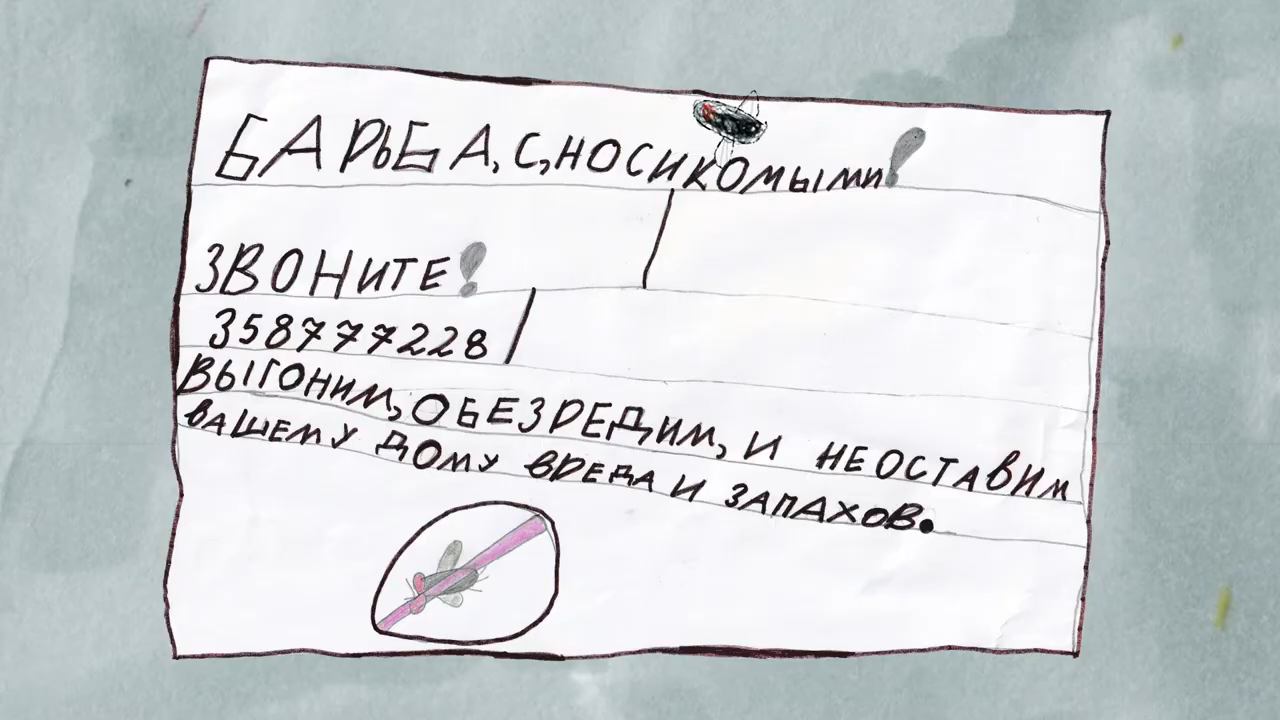 БАРЬБА, С, НОСИКОМЫМИ!
ЗВОНИТЕ!
358777228
ВЫГОНИМ, ОБЕЗРЕДИМ, И НЕОСТАВИМ
ВАШЕМУ ДОМУ ВРЕДА И ЗАПАХОВ.